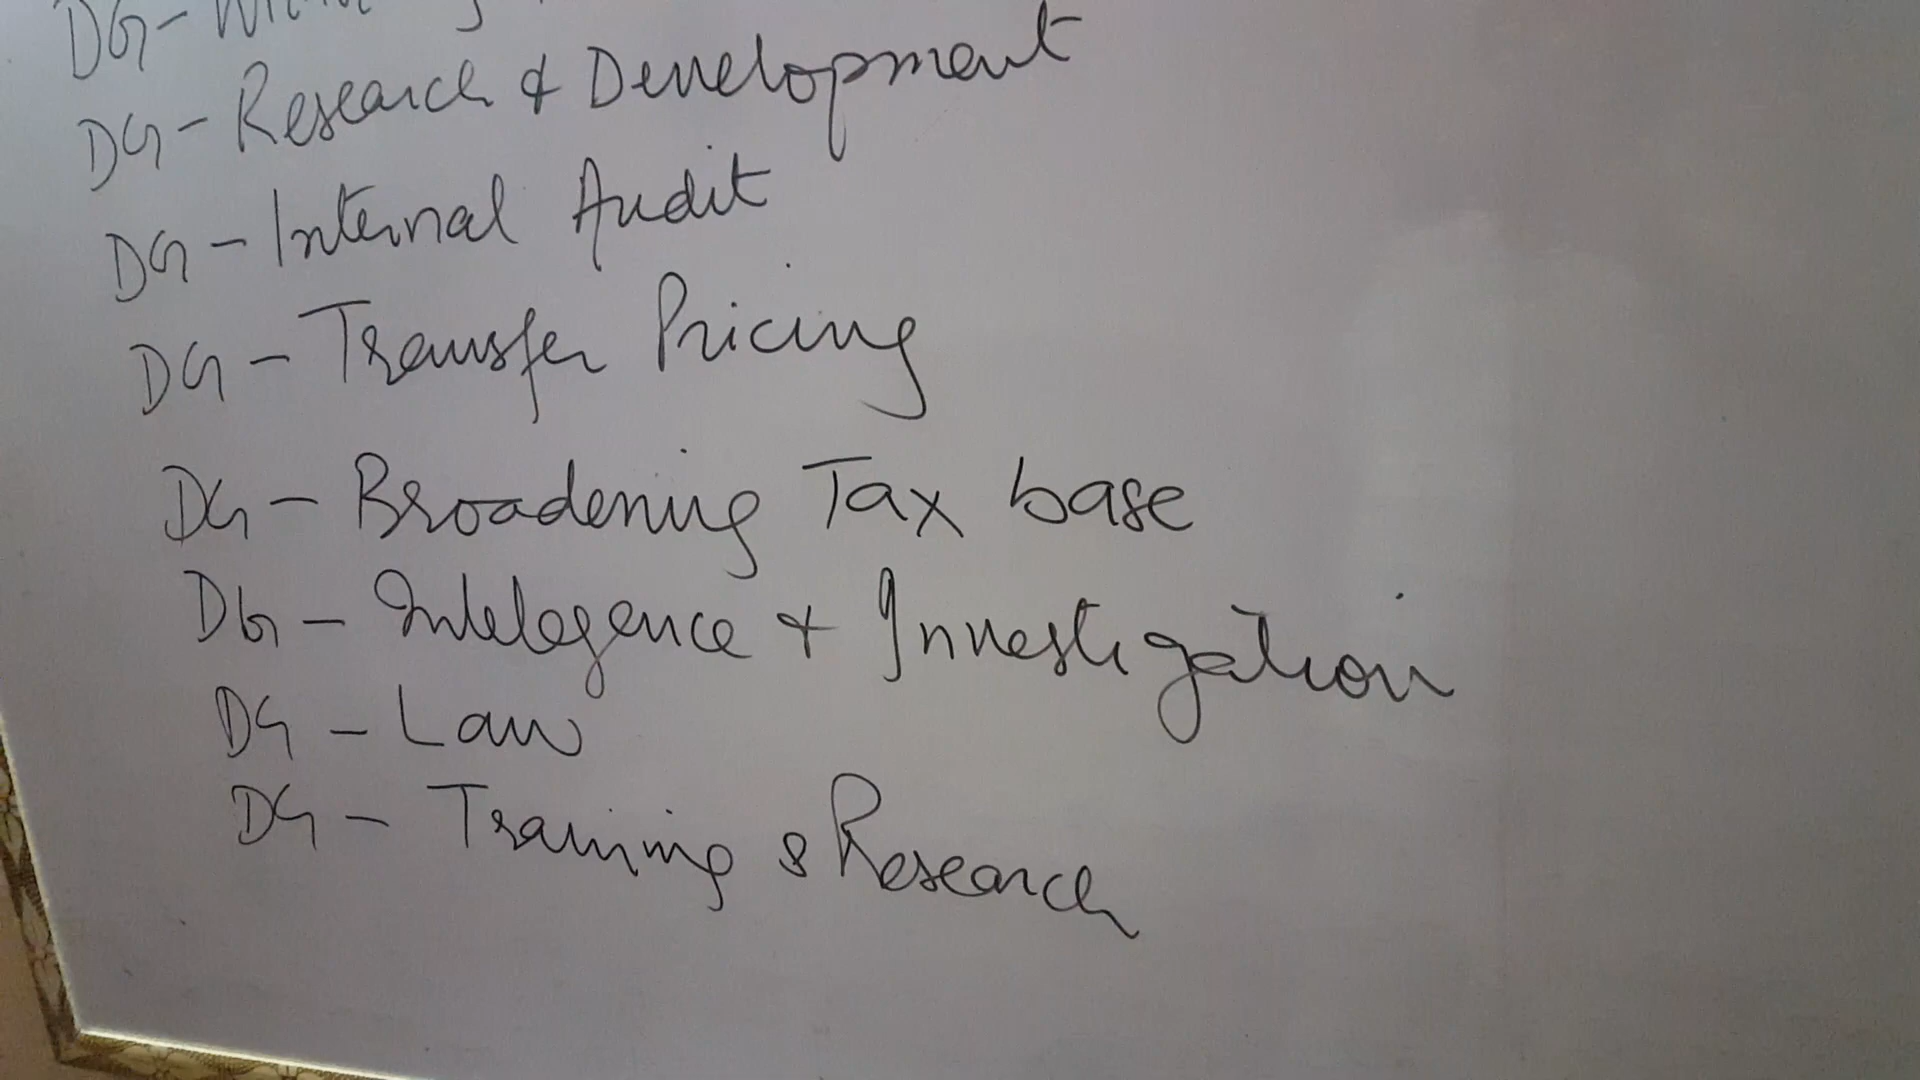 DG-
DG- Research & Development
DG- Internal Audit
DG- Transfer Pricing
DG- Broadening Tax base
DG- Intelegence & Investigation
DG- Law
DG- Training & Research